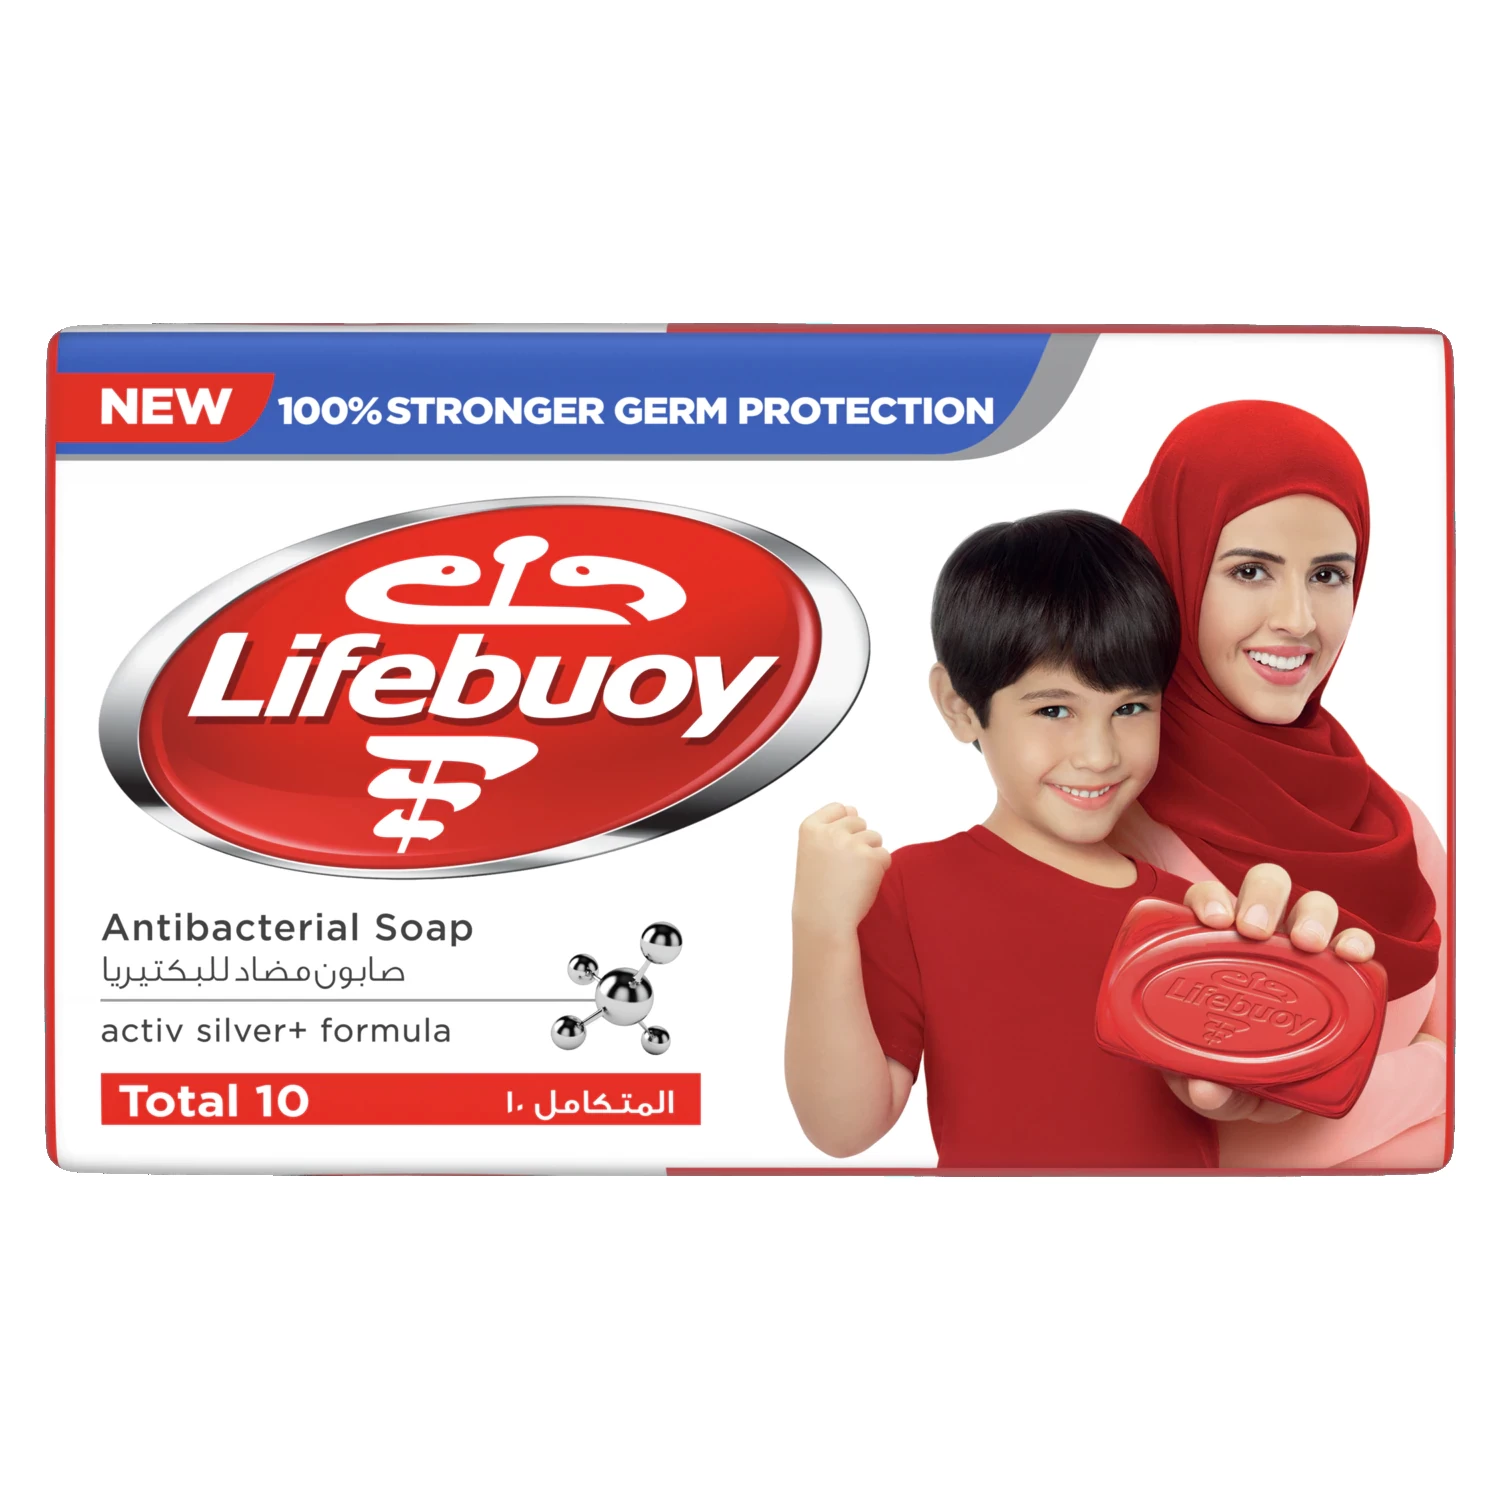 NEW
100% STRONGER GERM PROTECTION
Lifebuoy
Antibacterial Soap
صابون مضاد للبكتيريا
activ silver+ formula
Total 10
المتكامل ١٠
Lifebuoy